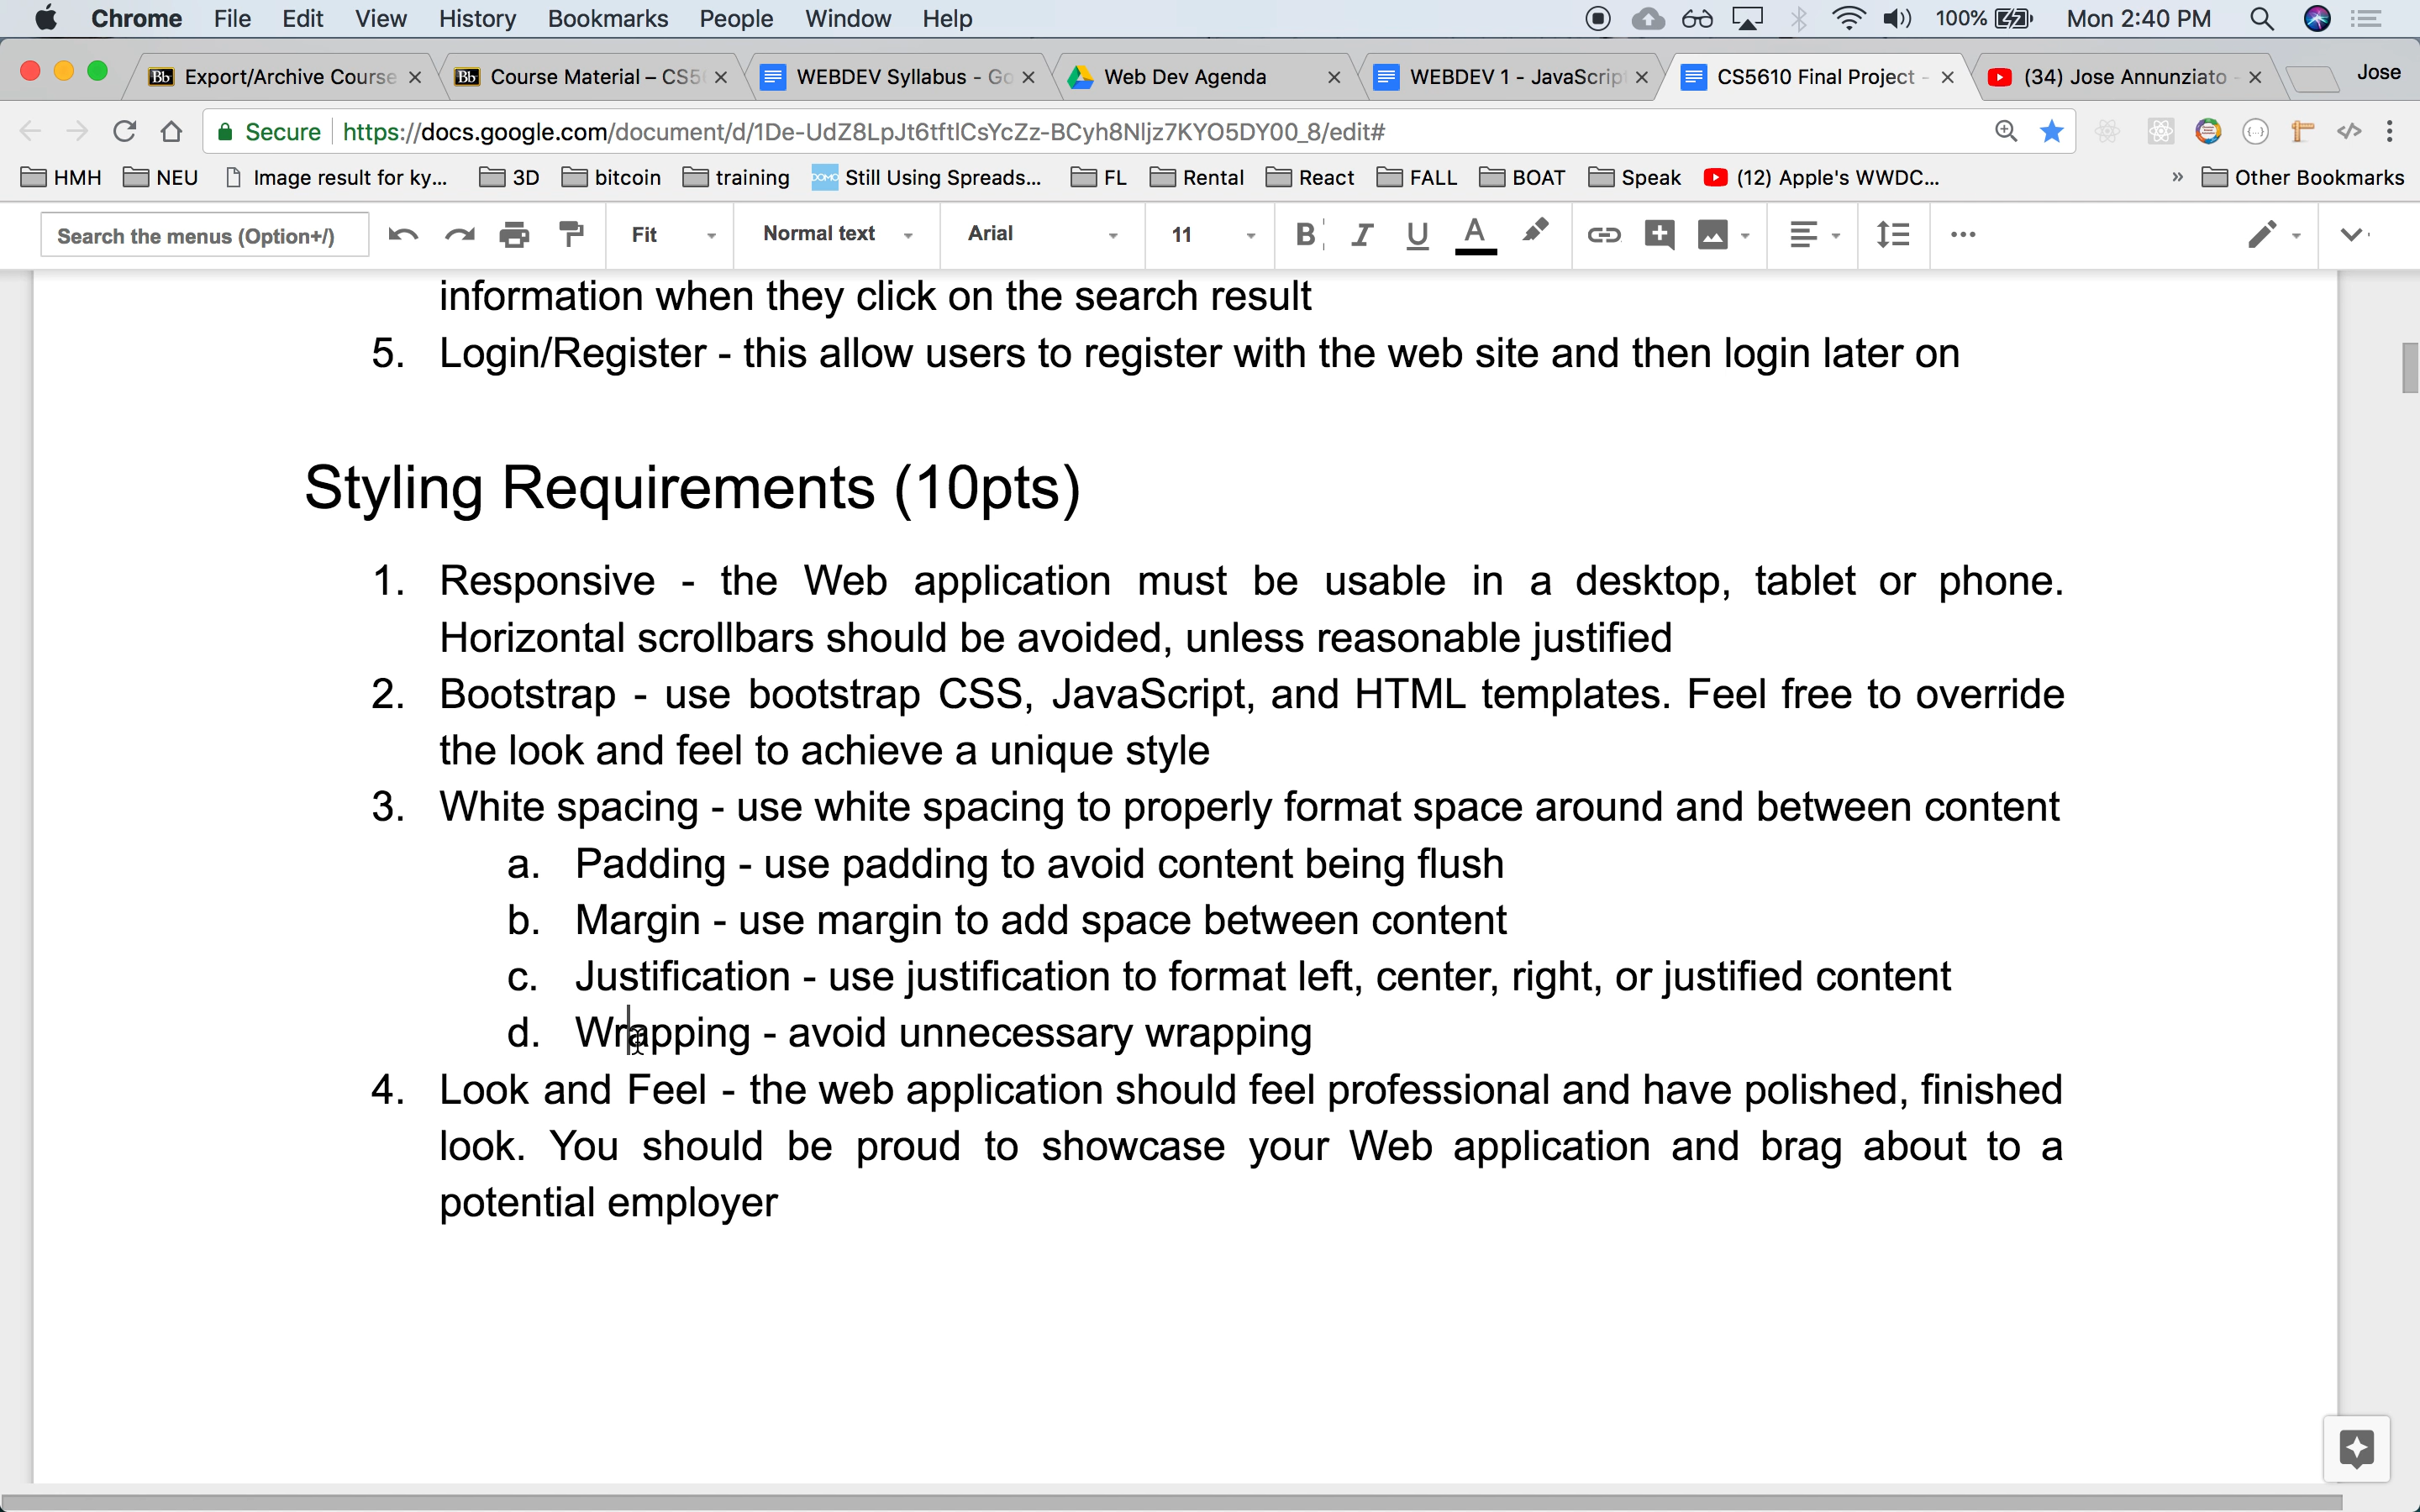 Chrome File Edit View History Bookmarks People Window Help 100% Mon 2:40 PM
Export/Archive Course Course Material – CS5 WEBDEV Syllabus - Go Web Dev Agenda WEBDEV 1 - JavaScrip CS5610 Final Project - (34) Jose Annunziato - Jose
Secure https://docs.google.com/document/d/1De-UdZ8LpJt6tftlCsYcZz-BCyh8Nljz7KYO5DY00_8/edit#
HMH NEU Image result for ky... 3D bitcoin training DOMO Still Using Spreads... FL Rental React FALL BOAT Speak (12) Apple's WWDC... » Other Bookmarks
Search the menus (Option+/) Fit Normal text Arial 11 B I U A
information when they click on the search result
5. Login/Register - this allow users to register with the web site and then login later on
Styling Requirements (10pts)
1. Responsive - the Web application must be usable in a desktop, tablet or phone.
Horizontal scrollbars should be avoided, unless reasonable justified
2. Bootstrap - use bootstrap CSS, JavaScript, and HTML templates. Feel free to override
the look and feel to achieve a unique style
3. White spacing - use white spacing to properly format space around and between content
a. Padding - use padding to avoid content being flush
b. Margin - use margin to add space between content
c. Justification - use justification to format left, center, right, or justified content
d. Wrapping - avoid unnecessary wrapping
4. Look and Feel - the web application should feel professional and have polished, finished
look. You should be proud to showcase your Web application and brag about to a
potential employer